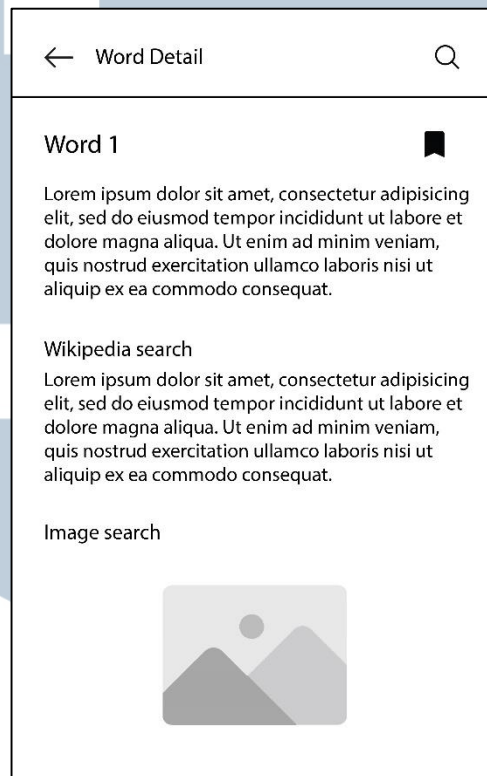 Word Detail
Word 1
Lorem ipsum dolor sit amet, consectetur adipisicing
elit, sed do eiusmod tempor incididunt ut labore et
dolore magna aliqua. Ut enim ad minim veniam,
quis nostrud exercitation ullamco laboris nisi ut
aliquip ex ea commodo consequat.
Wikipedia search
Lorem ipsum dolor sit amet, consectetur adipisicing
elit, sed do eiusmod tempor incididunt ut labore et
dolore magna aliqua. Ut enim ad minim veniam,
quis nostrud exercitation ullamco laboris nisi ut
aliquip ex ea commodo consequat.
Image search